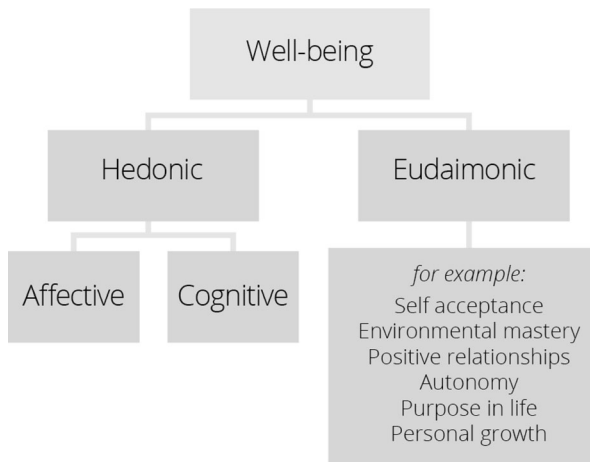 Well-being
Hedonic
Eudaimonic
Affective
Cognitive
for example:
Self acceptance
Environmental mastery
Positive relationships
Autonomy
Purpose in life
Personal growth